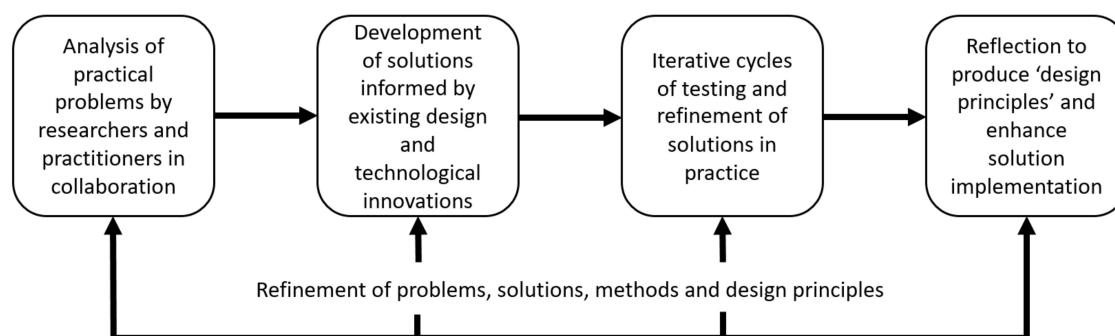 Analysis of
practical
problems by
researchers and
practitioners in
collaboration
Development
of solutions
informed by
existing design
and
technological
innovations
Iterative cycles
of testing and
refinement of
solutions in
practice
Reflection to
produce ‘design
principles’ and
enhance
solution
implementation
Refinement of problems, solutions, methods and design principles